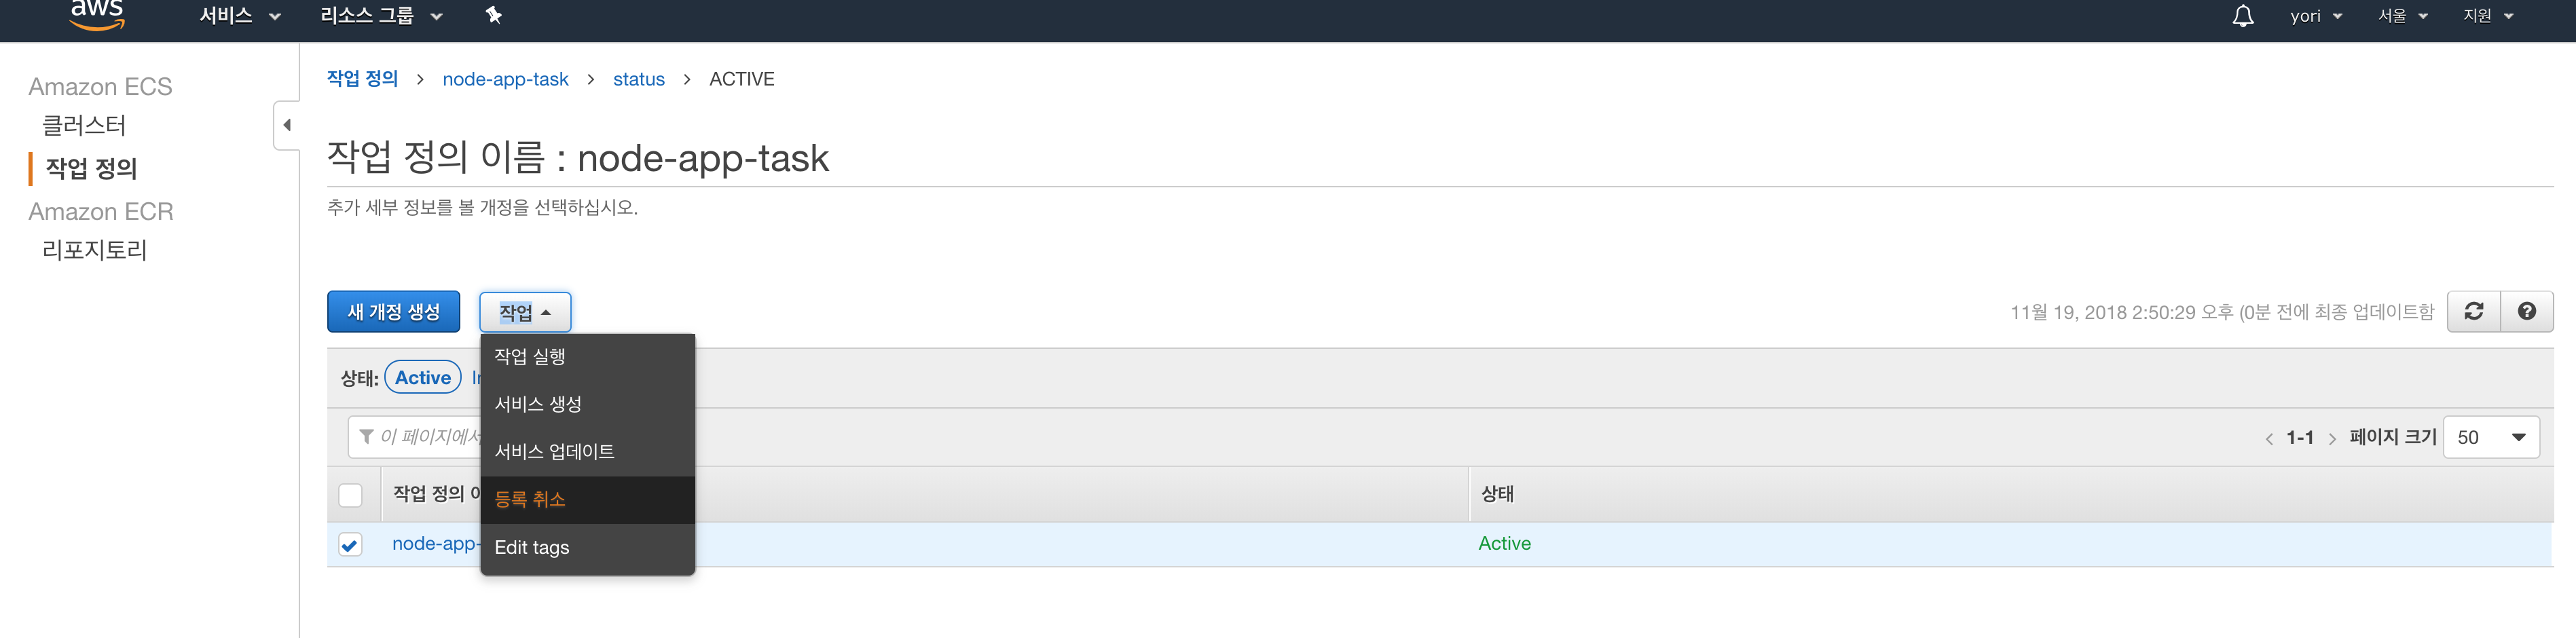 aws 서비스 리소스 그룹 yori 서울 지원
Amazon ECS
클러스터
작업 정의
Amazon ECR
리포지토리
작업 정의 > node-app-task > status > ACTIVE
작업 정의 이름 : node-app-task
추가 세부 정보를 볼 개정을 선택하십시오.
새 개정 생성 작업 11월 19, 2018 2:50:29 오후 (0분 전에 최종 업데이트함
작업 실행
서비스 생성
서비스 업데이트
등록 취소
Edit tags
상태: Active
이 페이지에서 < 1-1 > 페이지 크기 50
작업 정의 상태
node-app- Active